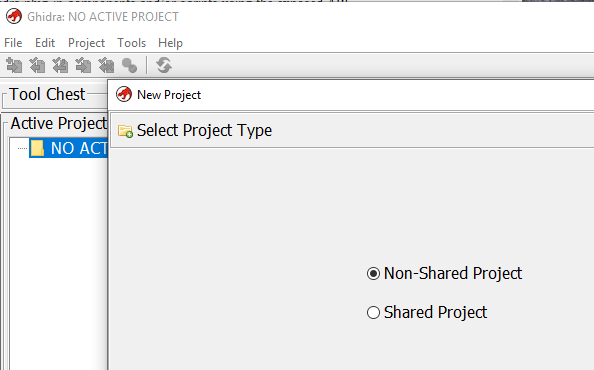 Ghidra: NO ACTIVE PROJECT
File Edit Project Tools Help
Tool Chest
New Project
Active Project
Select Project Type
NO ACT
Non-Shared Project
Shared Project